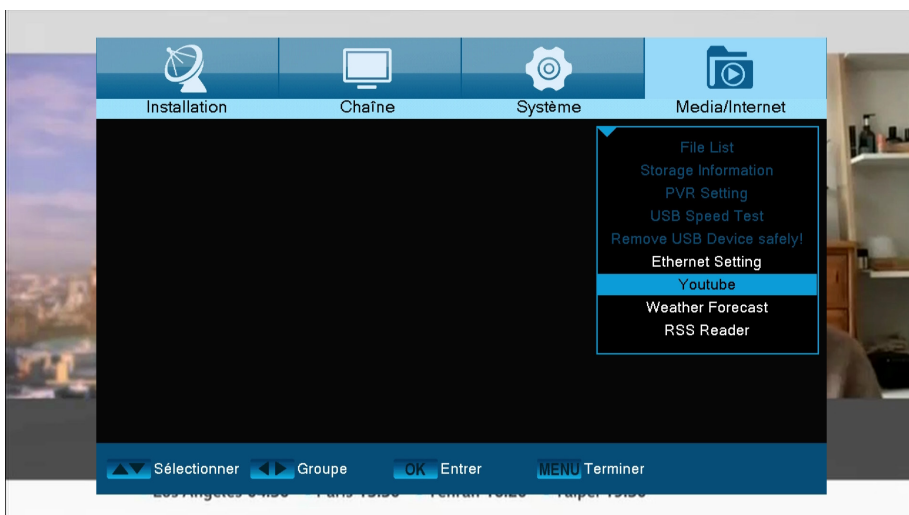 Installation
Chaîne
Système
Media/Internet
File List
Storage Information
PVR Setting
USB Speed Test
Remove USB Device safely!
Ethernet Setting
Youtube
Weather Forecast
RSS Reader
Sélectionner Groupe OK Entrer MENU Terminer